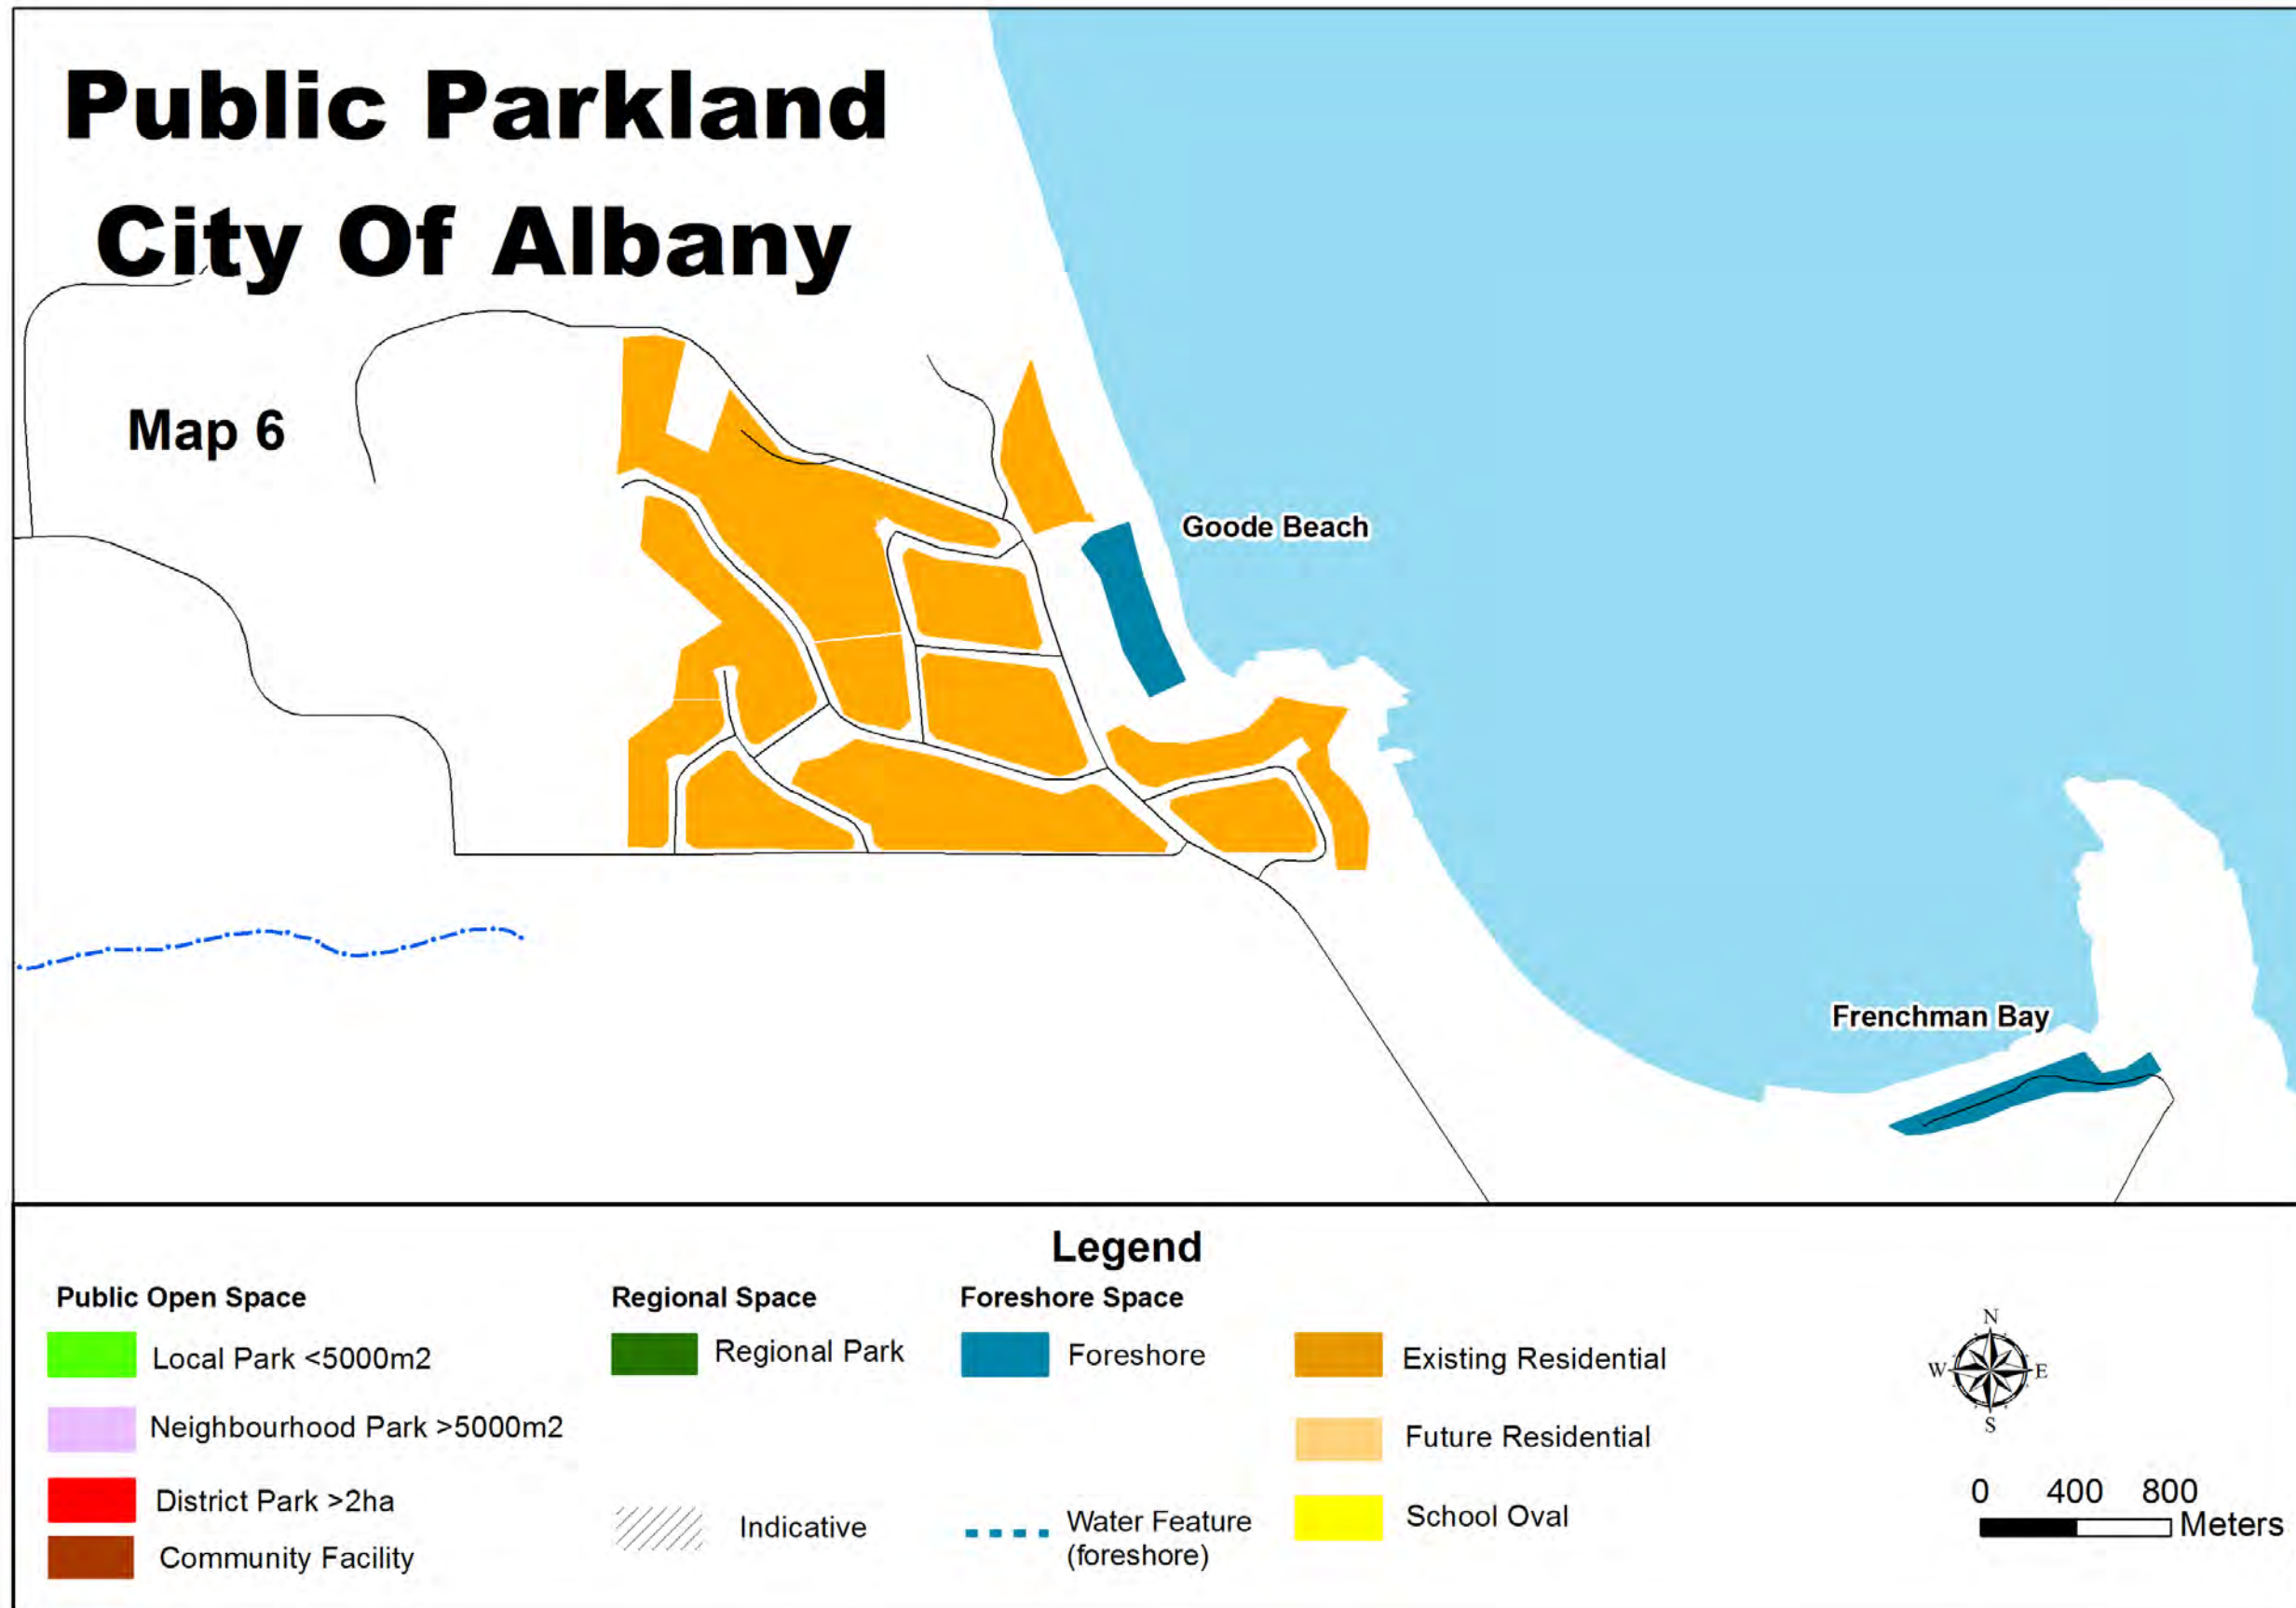 Public Parkland
City Of Albany
Map 6
Goode Beach
Frenchman Bay
Legend
Public Open Space
Local Park <5000m2
Neighbourhood Park >5000m2
District Park >2ha
Community Facility
Regional Space
Regional Park
Indicative
Foreshore Space
Foreshore
Water Feature
(foreshore)
Existing Residential
Future Residential
School Oval
N
W E
S
0 400 800
Meters